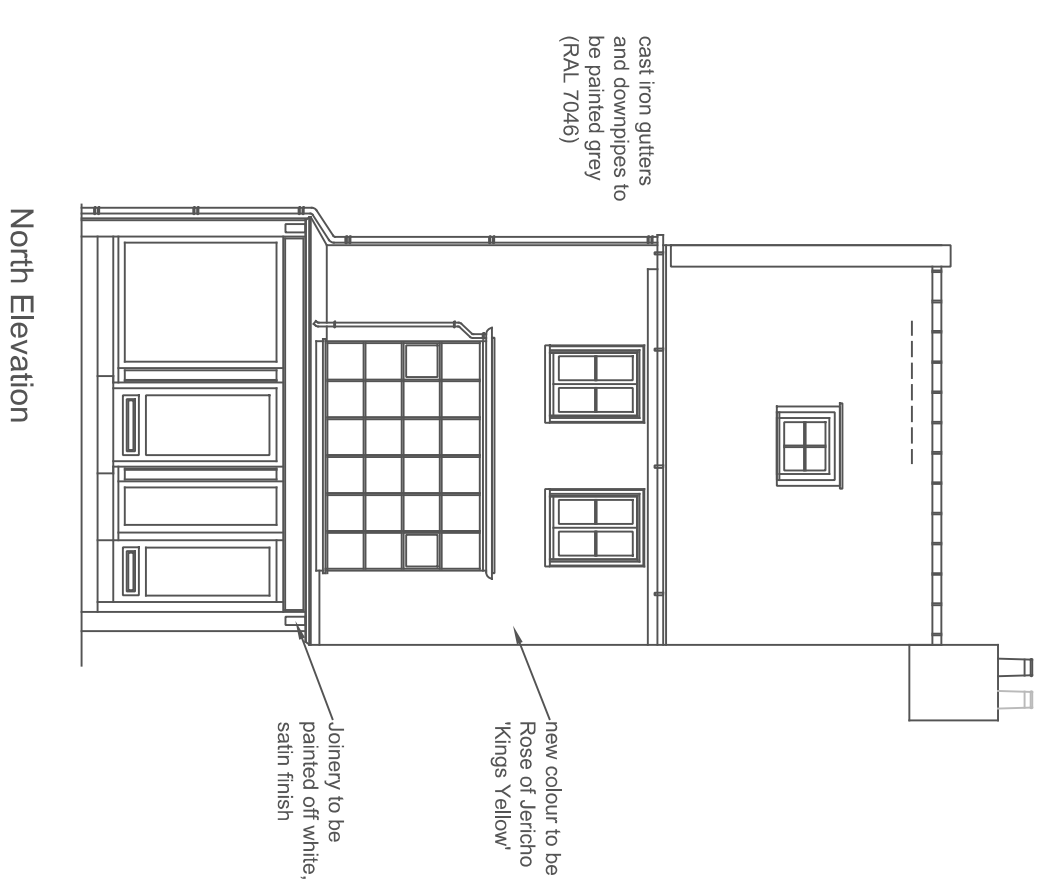 cast iron gutters
and downpipes to
be painted grey
(RAL 7046)
new colour to be
Rose of Jericho
'Kings Yellow'
Joinery to be
painted off white,
satin finish
North Elevation